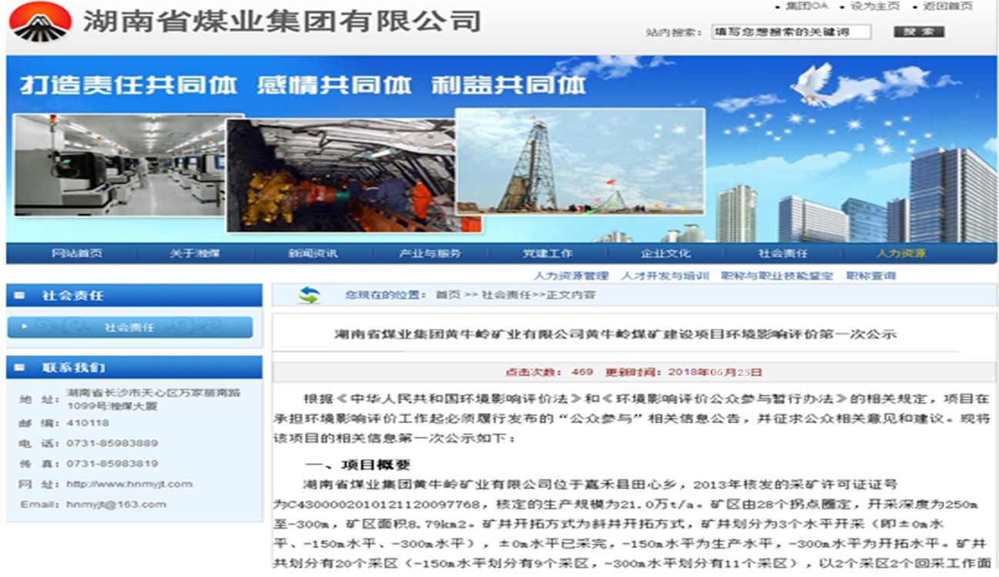 湖南省煤业集团有限公司
• 集团OA • 设为主页 • 返回首页
站内搜索: 填写您想搜索的关键词 搜索
打造责任共同体 感情共同体 利益共同体
网站首页 关于湘煤 新闻资讯 产业与服务 党建工作 企业文化 社会责任 人力资源
人力资源管理 人才开发与培训 职称与职业技能鉴定 职称查询
社会责任
社会责任
联系我们
地 址: 湖南省长沙市天心区万家丽南路
1099号湘煤大厦
邮 编: 410118
电 话: 0731-85983889
传 真: 0731-85983819
网 址: http://www.hnmyjt.com
Email: hnmyjt@163.com
您现在的位置: 首页 >> 社会责任>>正文内容
湖南省煤业集团黄牛岭矿业有限公司黄牛岭煤矿建设项目环境影响评价第一次公示
点击次数: 469 更新时间: 2018年06月25日
根据《中华人民共和国环境影响评价法》和《环境影响评价公众参与暂行办法》的相关规定，项目在
承担环境影响评价工作起必须履行发布的“公众参与”相关信息公告，并征求公众相关意见和建议。现将
该项目的相关信息第一次公示如下：
一、项目概要
湖南省煤业集团黄牛岭矿业有限公司位于嘉禾县田心乡，2013年核发的采矿许可证证号
为C4300002010121120097768，核定的生产规模为21.0万t/a。矿区由28个拐点圈定，开采深度为250m
至-300m，矿区面积8.79km2。矿井开拓方式为斜井开拓方式，矿井划分为3个水平开采（即±0m水
平、-150m水平、-300m水平），±0m水平已采完，-150m水平为生产水平，-300m水平为开拓水平。矿井
共划分有20个采区（-150m水平划分有9个采区，-300m水平划分有11个采区），以2个采区2个回采工作面